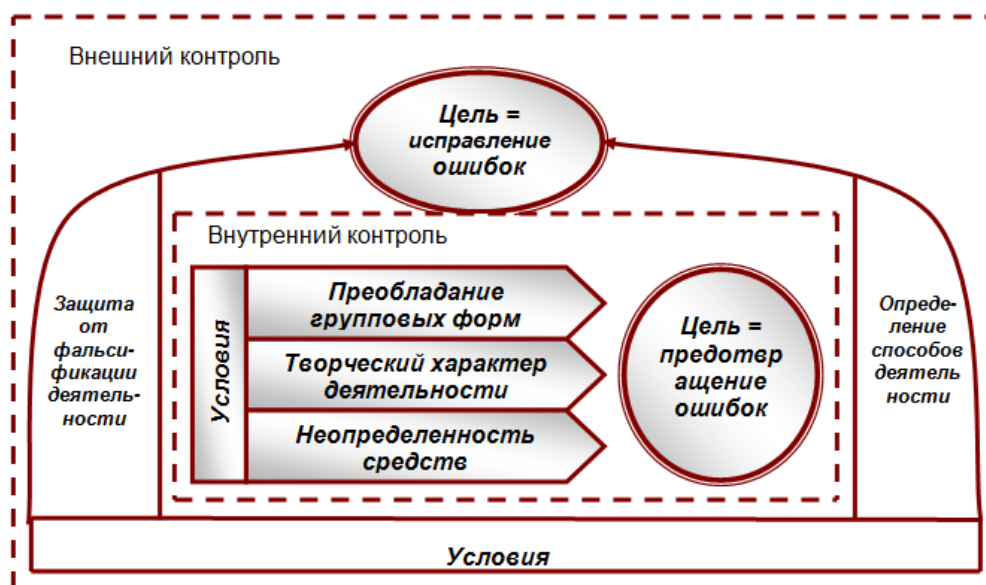 Внешний контроль
Цель =
исправление
ошибок
Внутренний контроль
Защита
от
фальси-
фикации
деятель-
ности
Условия
Преобладание
групповых форм
Творческий характер
деятельности
Неопределенность
средств
Цель =
предотвр
ащение
ошибок
Опреде-
ление
способов
деятель
ности
Условия